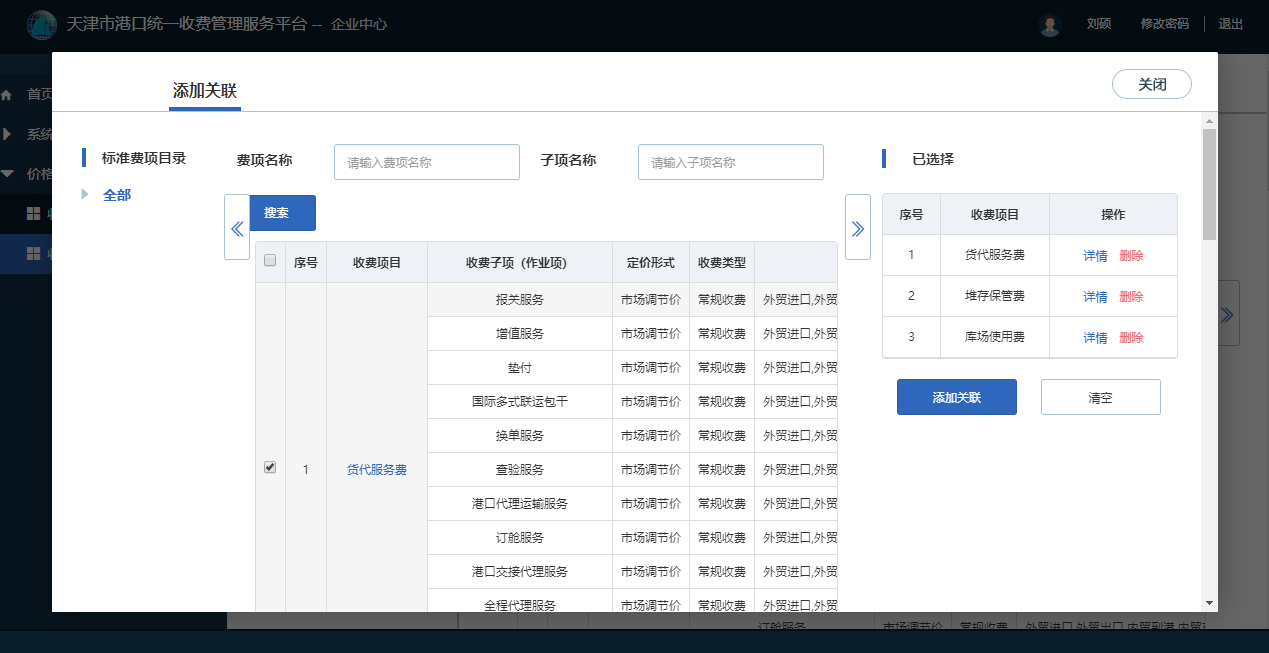 天津市港口统一收费管理服务平台 -- 企业中心
刘硕 修改密码 退出
首页
系统
价格
添加关联
关闭
标准费项目录
全部
费项名称 请输入费项名称 子项名称 请输入子项名称
搜索
序号 收费项目 收费子项（作业项） 定价形式 收费类型
报关服务 市场调节价 常规收费 外贸进口,外贸
增值服务 市场调节价 常规收费 外贸进口,外贸
垫付 市场调节价 常规收费 外贸进口,外贸
国际多式联运包干 市场调节价 常规收费 外贸进口,外贸
换单服务 市场调节价 常规收费 外贸进口,外贸
1 货代服务费 查验服务 市场调节价 常规收费 外贸进口,外贸
港口代理运输服务 市场调节价 常规收费 外贸进口,外贸
订舱服务 市场调节价 常规收费 外贸进口,外贸
港口交接代理服务 市场调节价 常规收费 外贸进口,外贸
全程代理服务 市场调节价 常规收费 外贸进口,外贸
已选择
序号 收费项目 操作
1 货代服务费 详情 删除
2 堆存保管费 详情 删除
3 库场使用费 详情 删除
添加关联 清空
订舱服务 市场调节价 常规收费 外贸进口,外贸出口,内贸到港,内贸